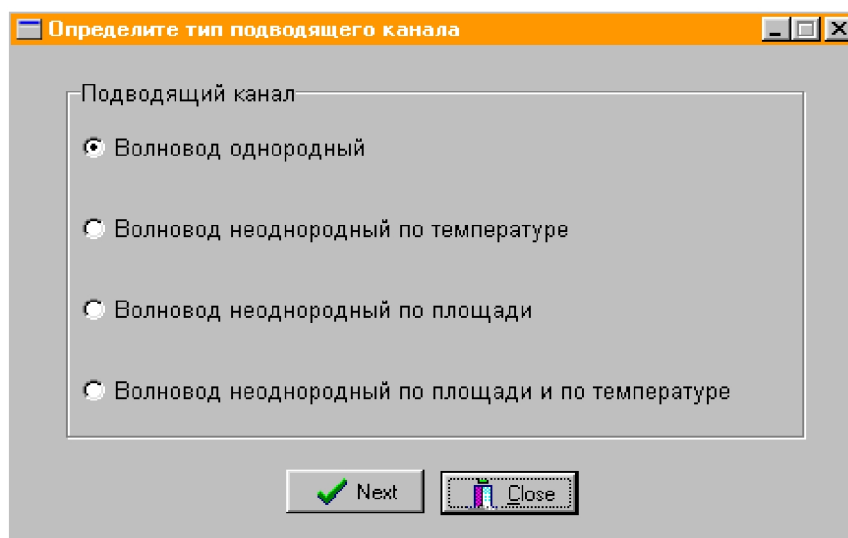 Определите тип подводящего канала
Подводящий канал
Волновод однородный
Волновод неоднородный по температуре
Волновод неоднородный по площади
Волновод неоднородный по площади и по температуре
Next
Close